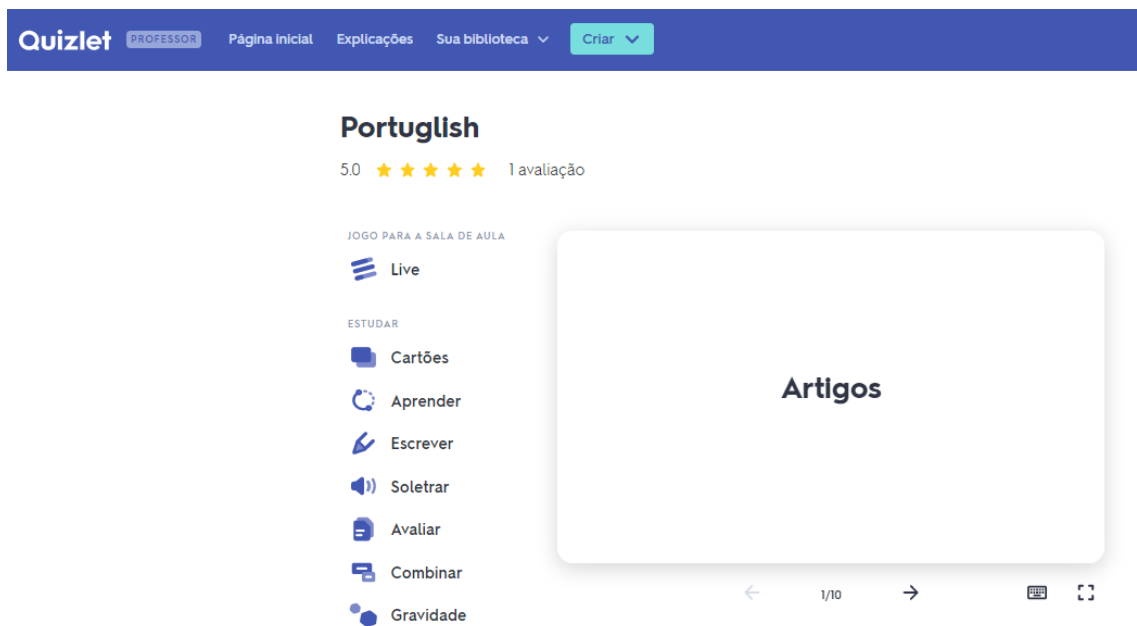 Quizlet PROFESSOR Página inicial Explicações Sua biblioteca Criar
Portuglish
5.0 1 avaliação
JOGO PARA A SALA DE AULA
Live
ESTUDAR
Cartões
Aprender
Escrever
Soletrar
Avaliar
Combinar
Gravidade
Artigos
1/10